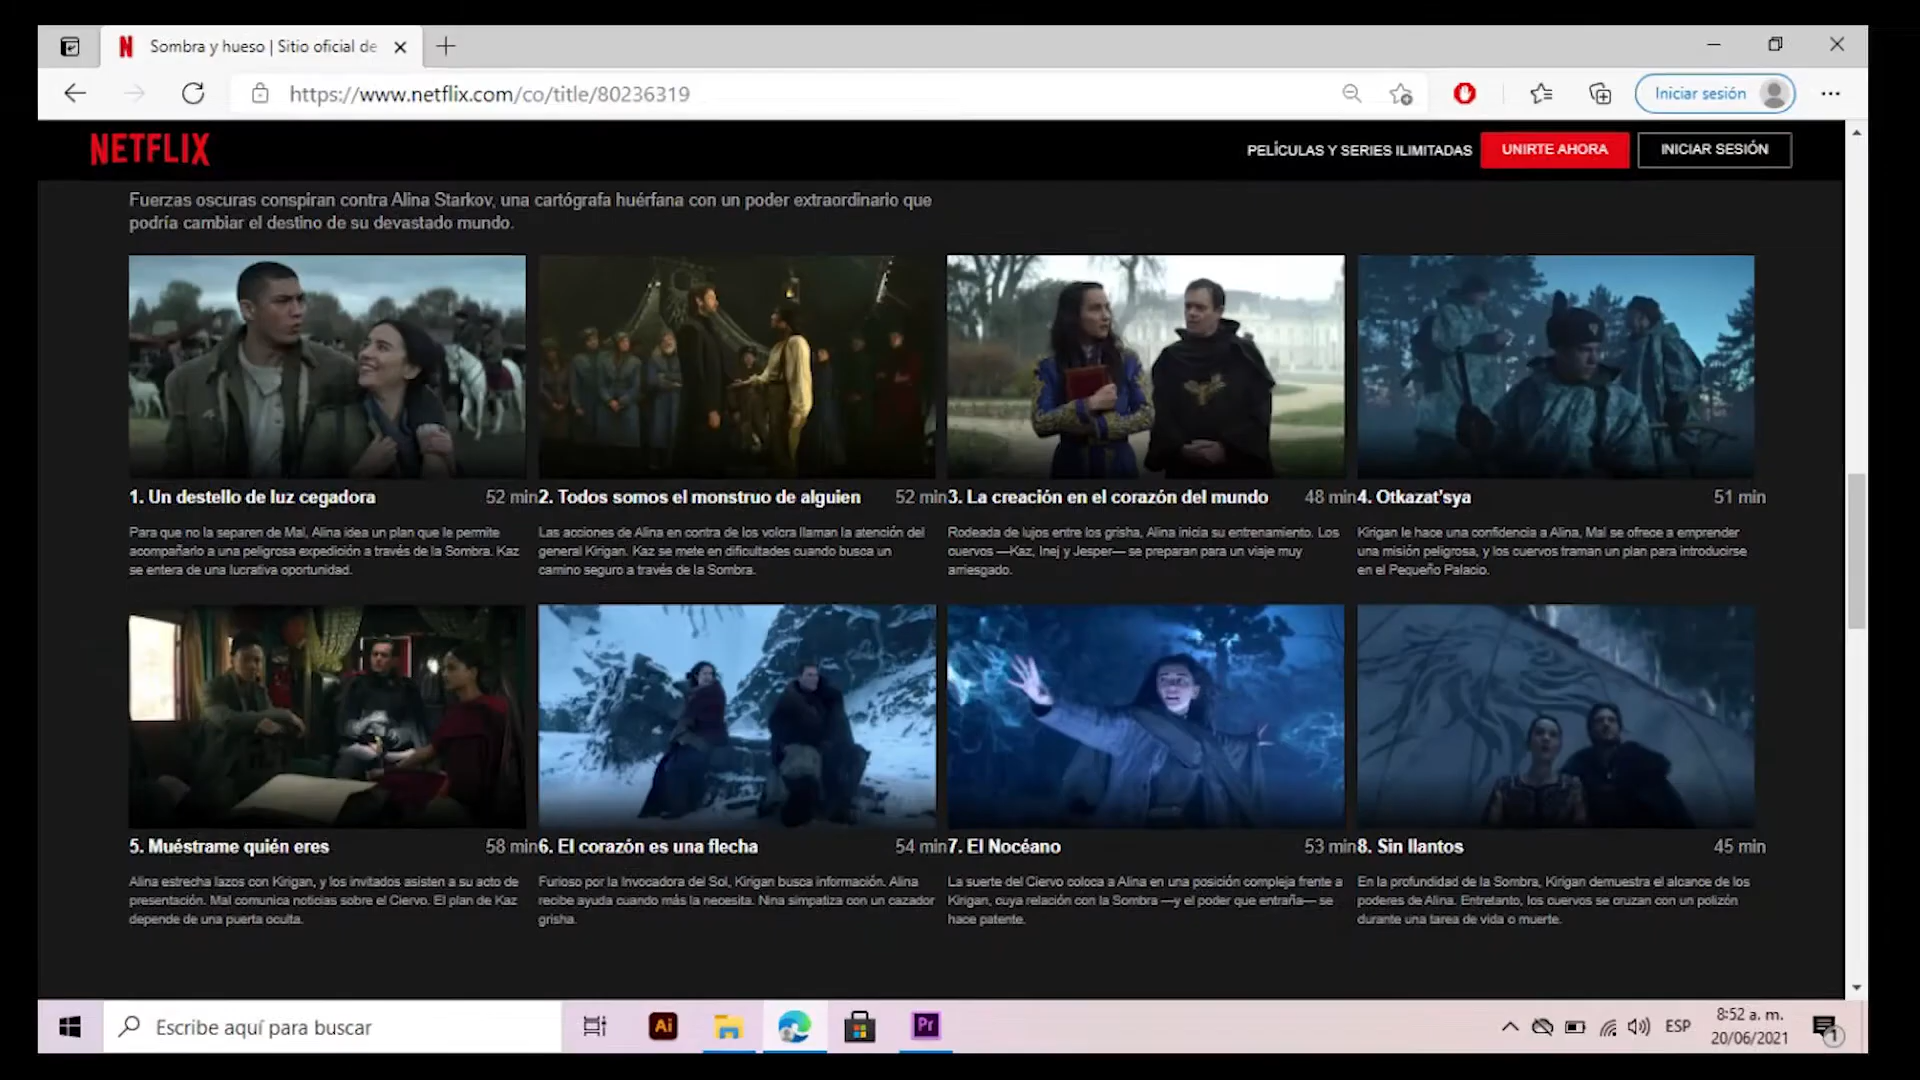 Sombra y hueso | Sitio oficial de
https://www.netflix.com/co/title/80236319
Iniciar sesión
NETFLIX
PELÍCULAS Y SERIES ILIMITADAS
UNIRTE AHORA
INICIAR SESIÓN
Fuerzas oscuras conspiran contra Alina Starkov, una cartógrafa huérfana con un poder extraordinario que
podría cambiar el destino de su devastado mundo.
1. Un destello de luz cegadora 52 min
Para que no la separen de Mal, Alina idea un plan que le permite
acompañarlo a una peligrosa expedición a través de la Sombra. Kaz
se entera de una lucrativa oportunidad.
2. Todos somos el monstruo de alguien 52 min
Las acciones de Alina en contra de los volcra llaman la atención del
general Kirigan. Kaz se mete en dificultades cuando busca un
camino seguro a través de la Sombra.
3. La creación en el corazón del mundo 48 min
Rodeada de lujos entre los grisha, Alina inicia su entrenamiento. Los
cuervos —Kaz, Inej y Jesper— se preparan para un viaje muy
arriesgado.
4. Otkazat'sya 51 min
Kirigan le hace una confidencia a Alina, Mal se ofrece a emprender
una misión peligrosa, y los cuervos traman un plan para introducirse
en el Pequeño Palacio.
5. Muéstrame quién eres 58 min
Alina estrecha lazos con Kirigan, y los invitados asisten a su acto de
presentación. Mal comunica noticias sobre el Ciervo. El plan de Kaz
depende de una puerta oculta.
6. El corazón es una flecha 54 min
Furioso por la Invocadora del Sol, Kirigan busca información. Alina
recibe ayuda cuando más la necesita. Nina simpatiza con un cazador
grisha.
7. El Nocéano 53 min
La suerte del Ciervo coloca a Alina en una posición compleja frente a
Kirigan, cuya relación con la Sombra —y el poder que entraña— se
hace patente.
8. Sin llantos 45 min
En la profundidad de la Sombra, Kirigan demuestra el alcance de los
poderes de Alina. Entretanto, los cuervos se cruzan con un polizón
durante una tarea de vida o muerte.
Escribe aquí para buscar
Ai
Pr
ESP
8:52 a. m.
20/06/2021
1